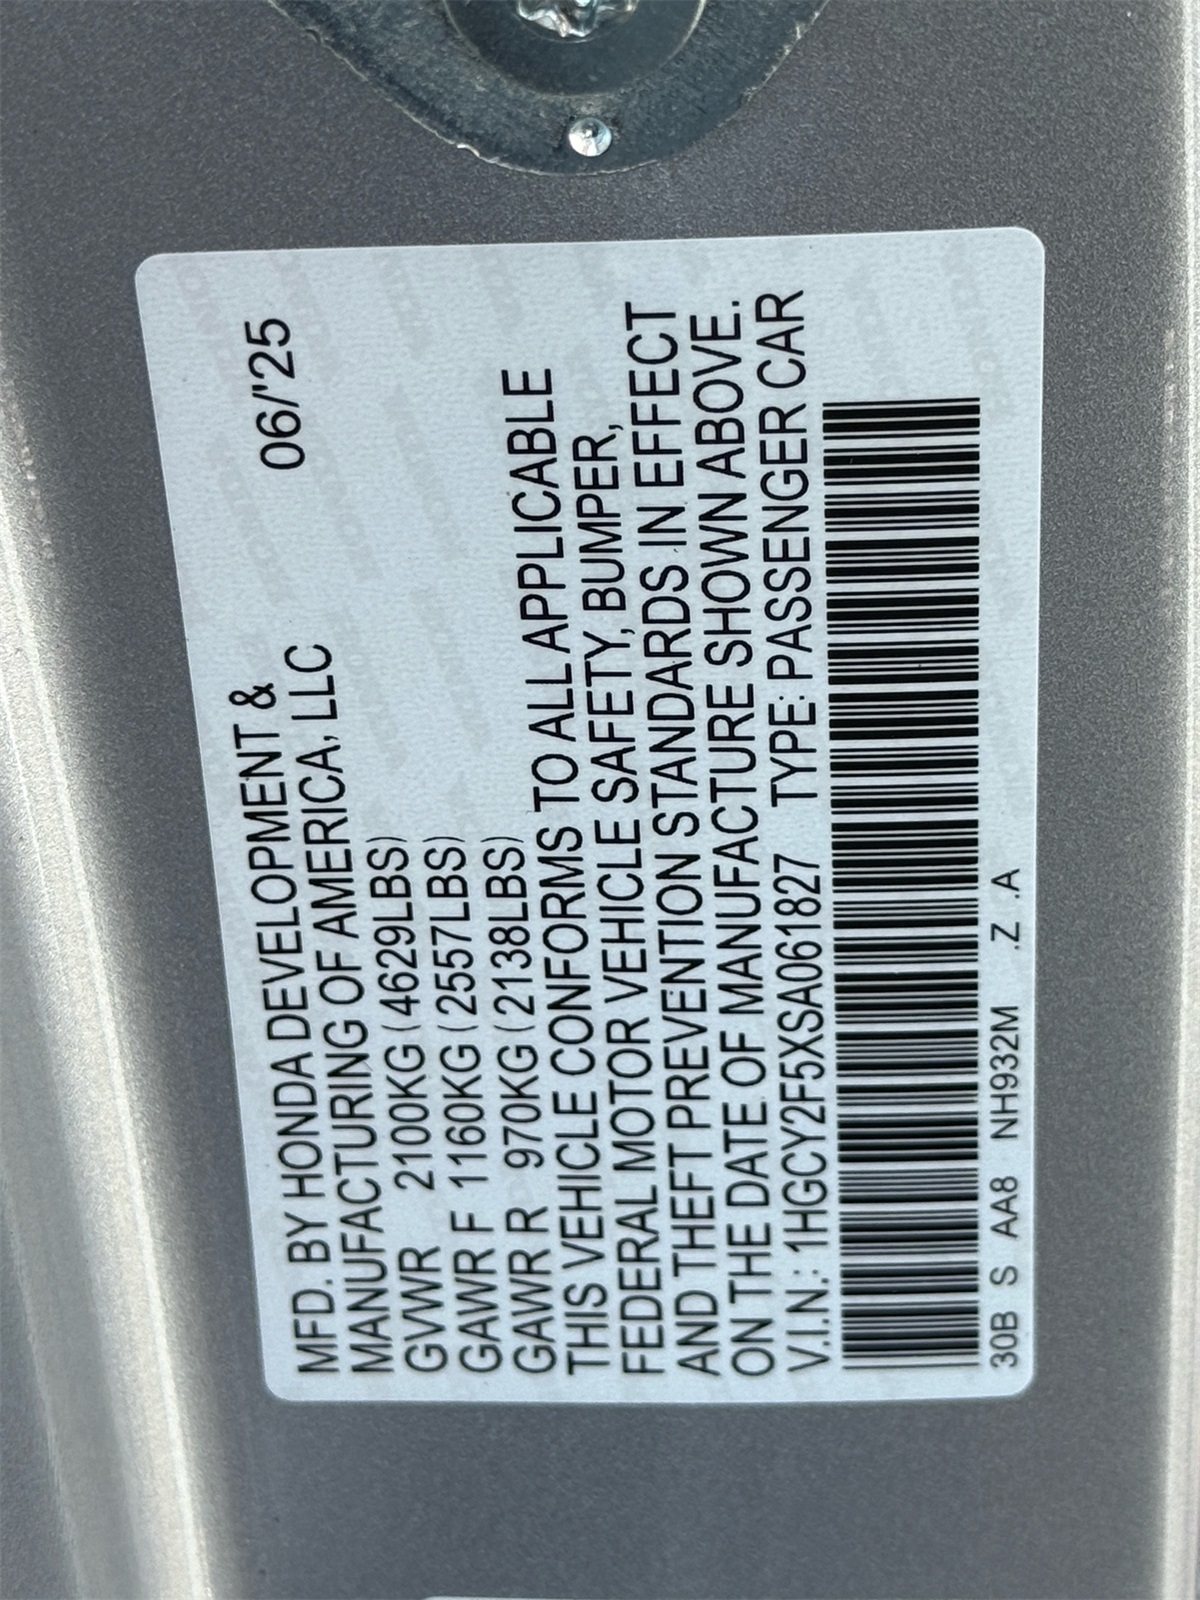 MFD. BY HONDA DEVELOPMENT & 06/'25
MANUFACTURING OF AMERICA, LLC
GVWR 2100KG (4629LBS)
GAWR F 1160KG (2557LBS)
GAWR R 970KG (2138LBS)
THIS VEHICLE CONFORMS TO ALL APPLICABLE
FEDERAL MOTOR VEHICLE SAFETY, BUMPER,
AND THEFT PREVENTION STANDARDS IN EFFECT
ON THE DATE OF MANUFACTURE SHOWN ABOVE.
V.I.N.: 1HGCY2F5XSA061827 TYPE: PASSENGER CAR
30B S AA8 NH932M .Z .A